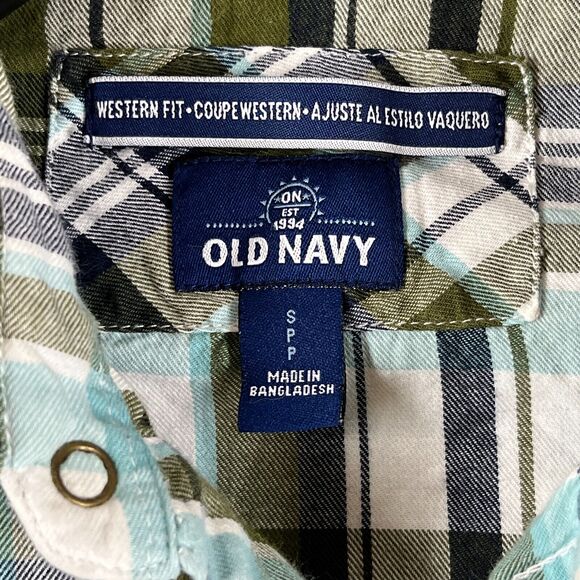 WESTERN FIT•COUPE WESTERN•AJUSTE AL ESTILO VAQUERO
ON
EST
1994
OLD NAVY
S
P
P
MADE IN
BANGLADESH